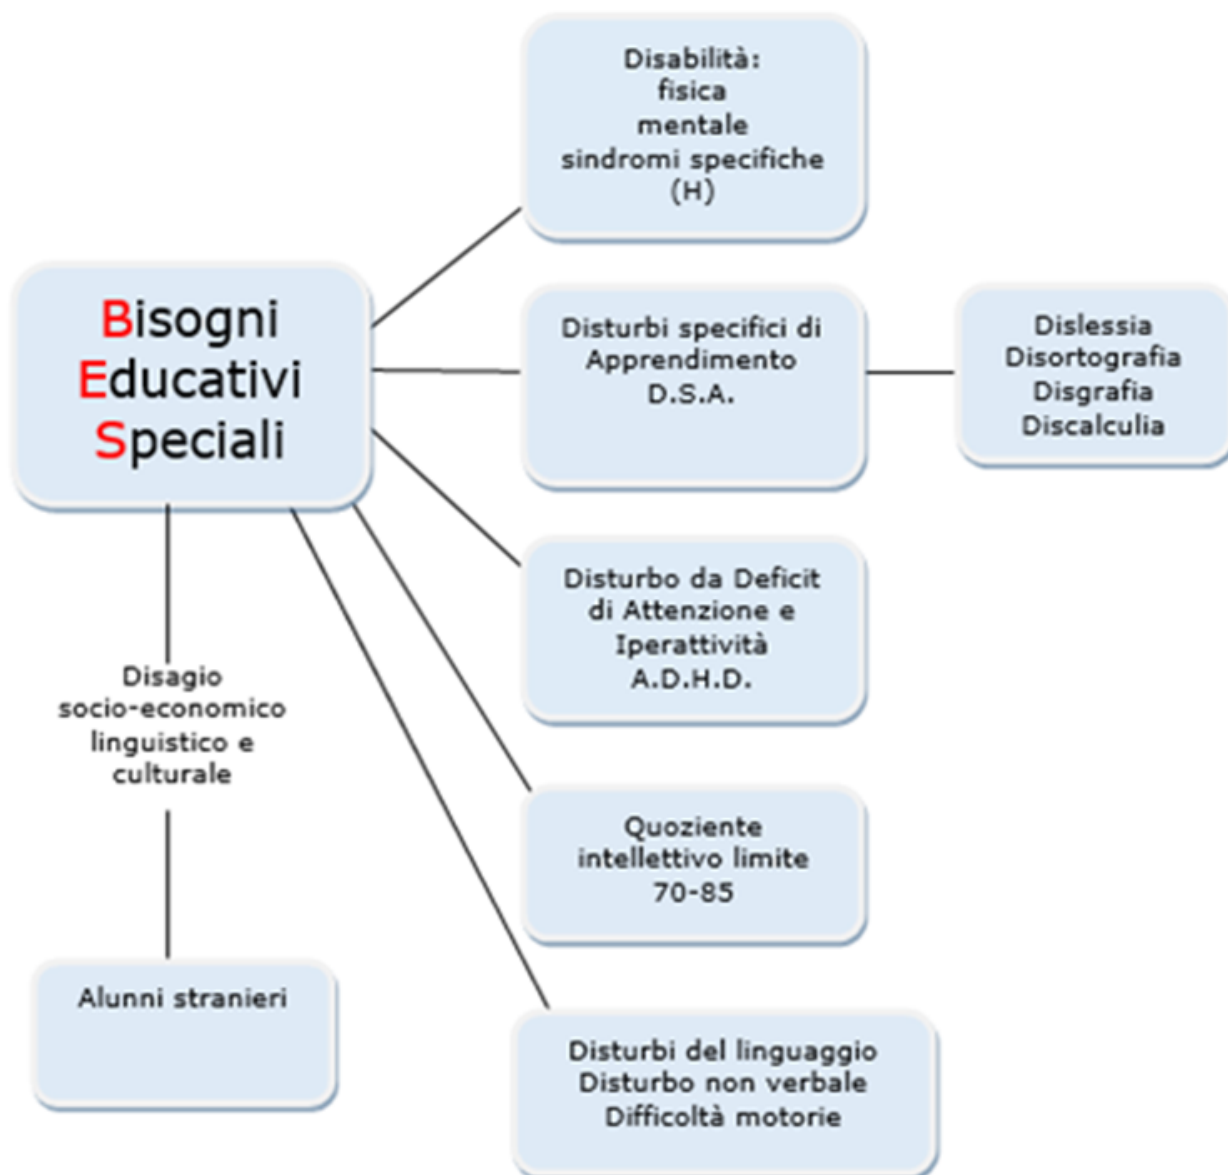 Disabilità:
fisica
mentale
sindromi specifiche
(H)
Bisogni
Educativi
Speciali
Disturbi specifici di
Apprendimento
D.S.A.
Dislessia
Disortografia
Disgrafia
Discalculia
Disturbo da Deficit
di Attenzione e
Iperattività
A.D.H.D.
Disagio
socio-economico
linguistico e
culturale
Quoziente
intellettivo limite
70-85
Alunni stranieri
Disturbi del linguaggio
Disturbo non verbale
Difficoltà motorie